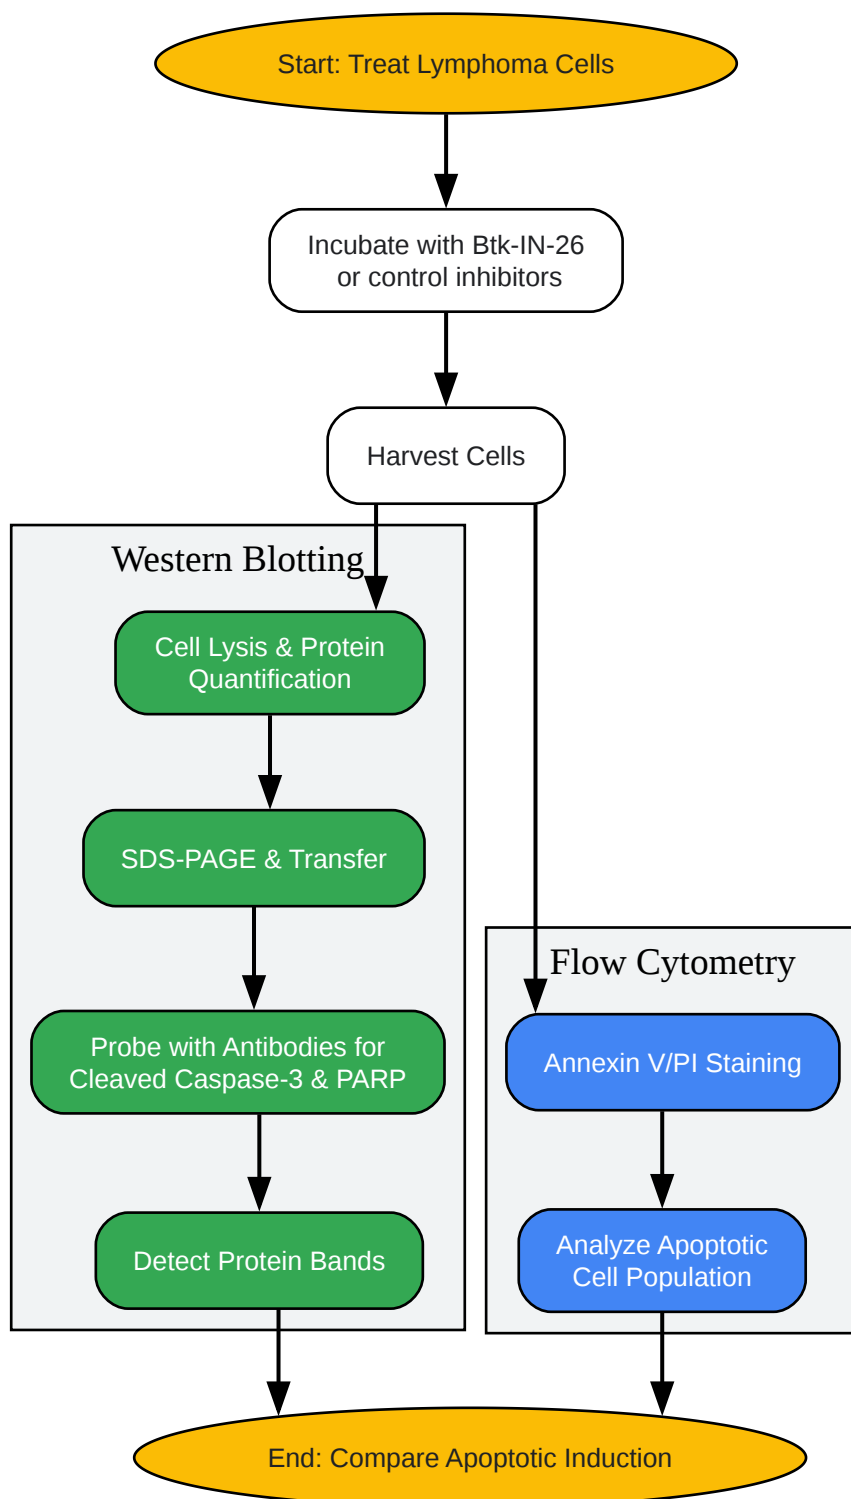 Start: Treat Lymphoma Cells
Incubate with Btk-IN-26
or control inhibitors
Harvest Cells
Western Blotting
Cell Lysis & Protein
Quantification
SDS-PAGE & Transfer
Probe with Antibodies for
Cleaved Caspase-3 & PARP
Detect Protein Bands
Flow Cytometry
Annexin V/PI Staining
Analyze Apoptotic
Cell Population
End: Compare Apoptotic Induction